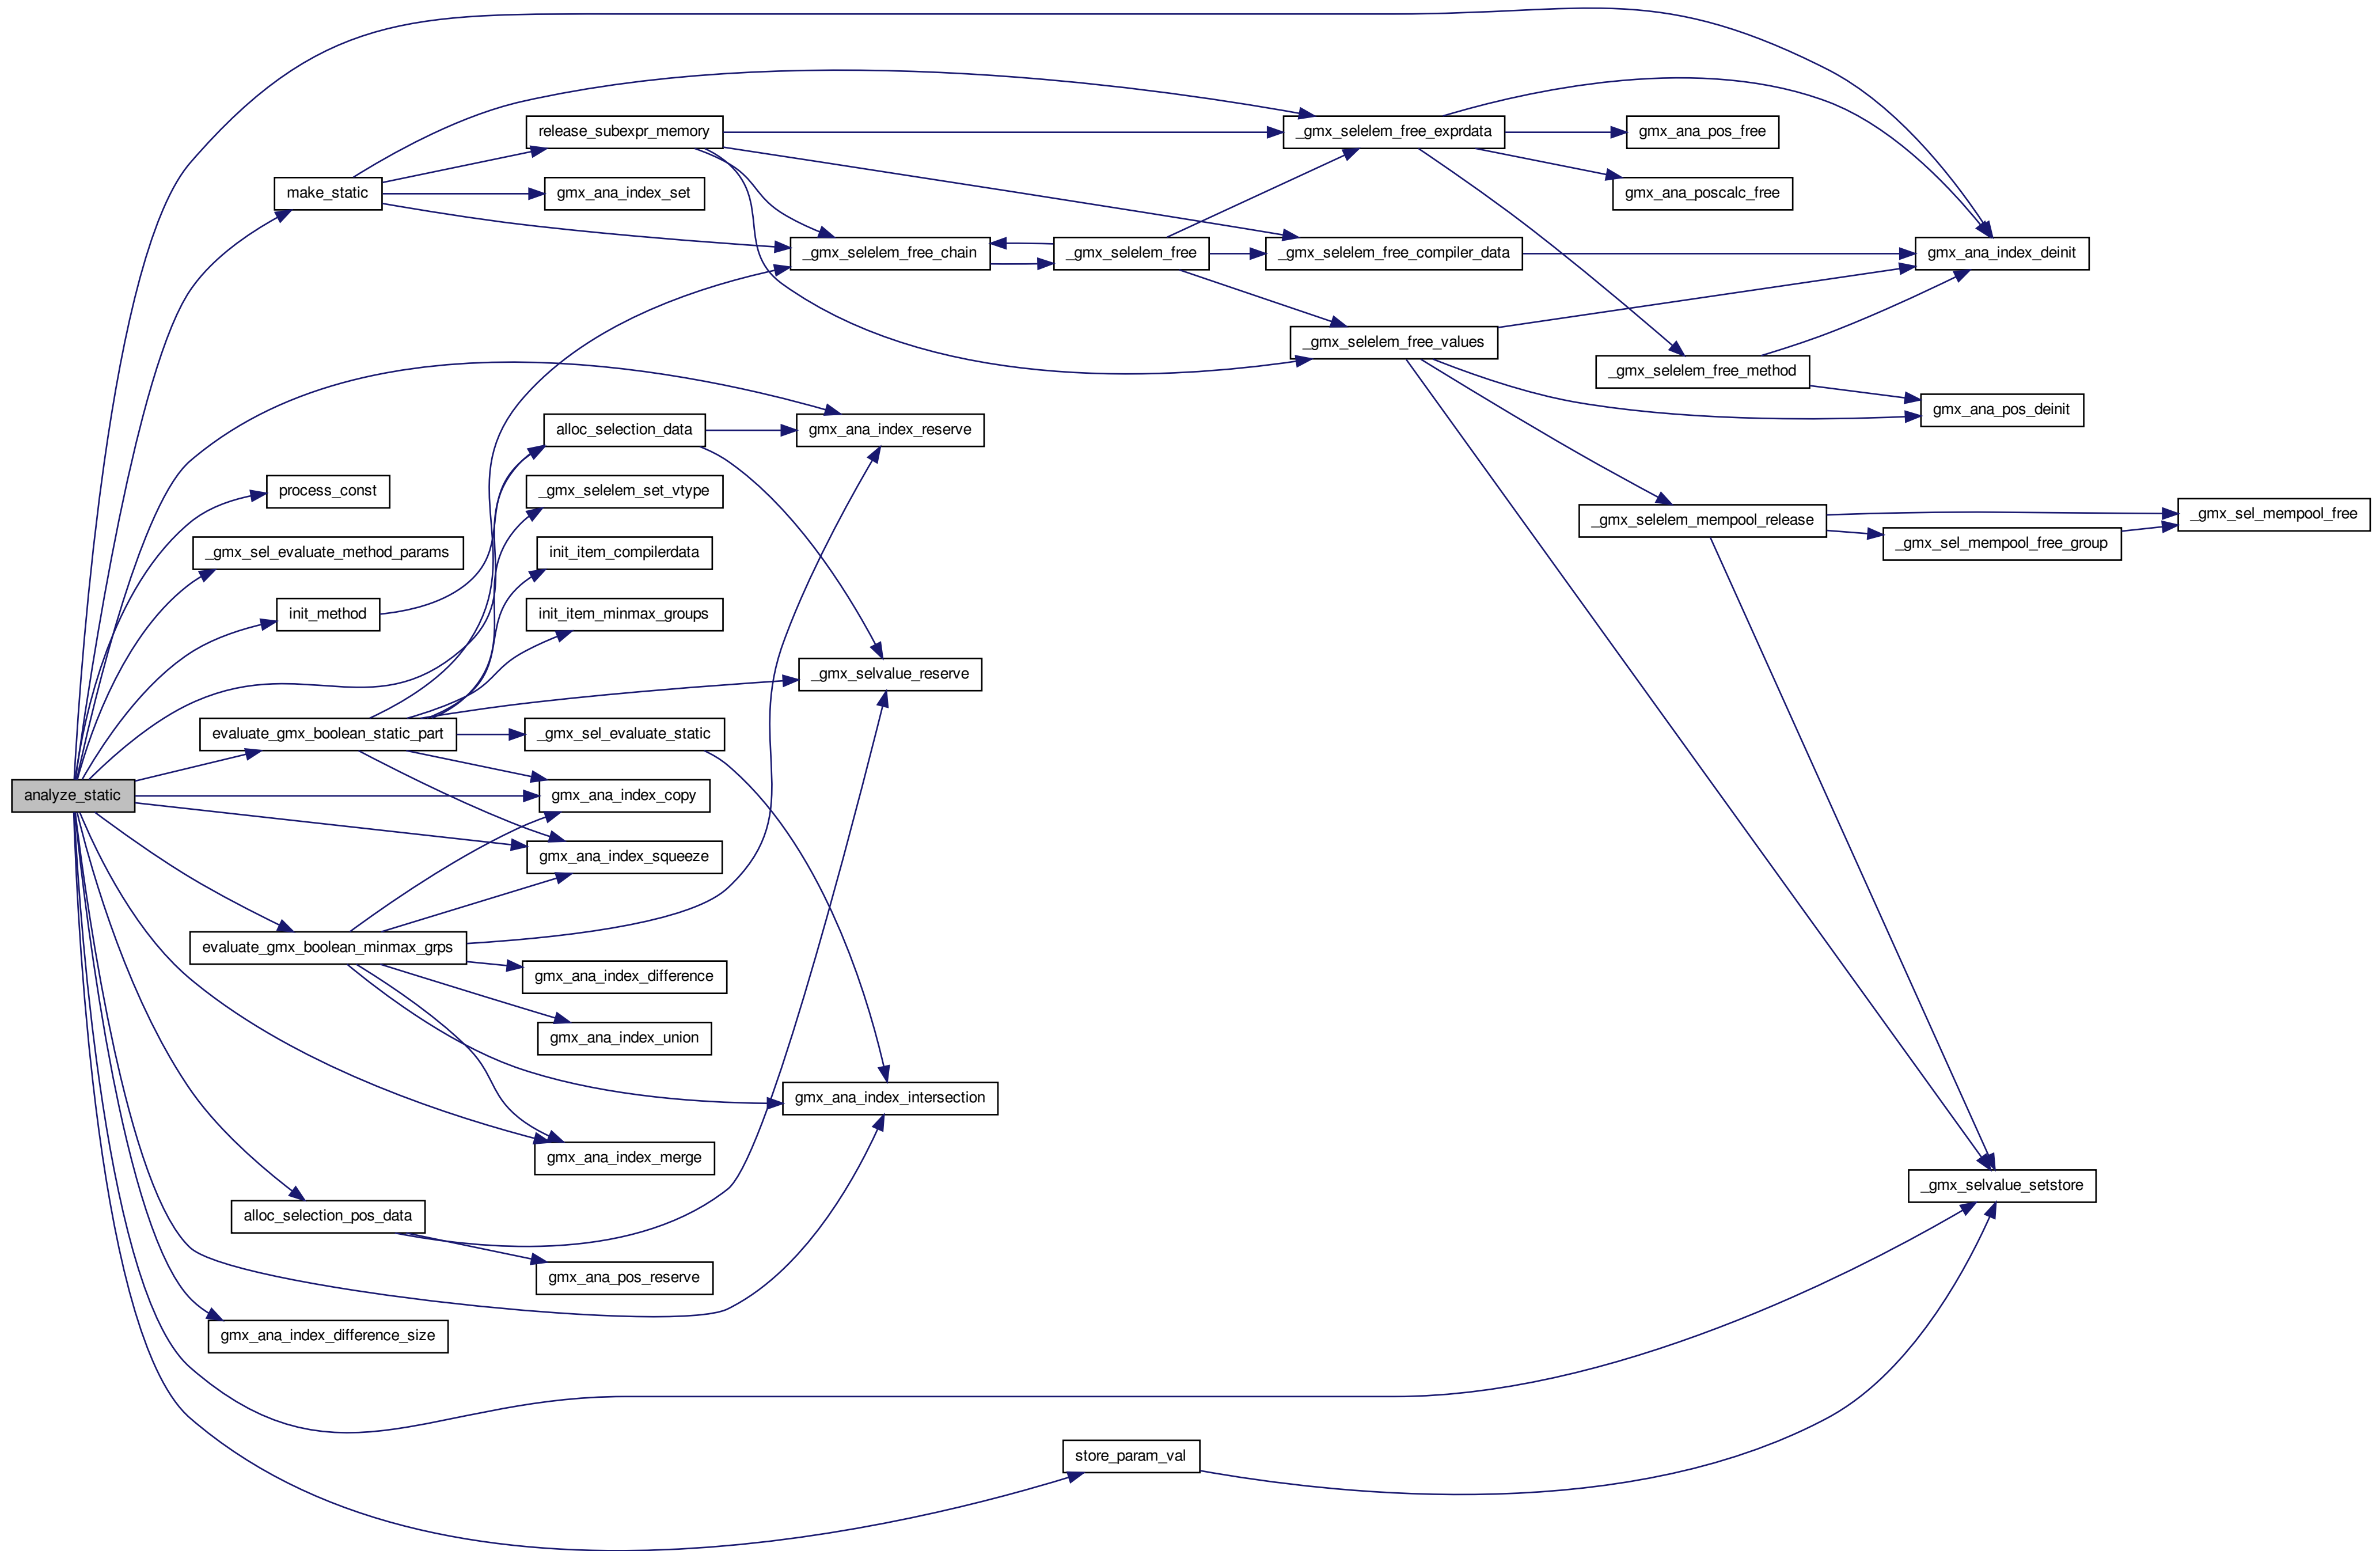 release_subexpr_memory
_gmx_selelem_free_exprdata
gmx_ana_pos_free
make_static
gmx_ana_index_set
gmx_ana_poscalc_free
_gmx_selelem_free_chain
_gmx_selelem_free
_gmx_selelem_free_compiler_data
gmx_ana_index_deinit
_gmx_selelem_free_values
_gmx_selelem_free_method
gmx_ana_pos_deinit
alloc_selection_data
gmx_ana_index_reserve
process_const
_gmx_selelem_set_vtype
_gmx_selelem_mempool_release
_gmx_sel_mempool_free
_gmx_sel_mempool_free_group
_gmx_sel_evaluate_method_params
init_item_compilerdata
init_method
init_item_minmax_groups
_gmx_selvalue_reserve
evaluate_gmx_boolean_static_part
_gmx_sel_evaluate_static
analyze_static
gmx_ana_index_copy
gmx_ana_index_squeeze
evaluate_gmx_boolean_minmax_grps
gmx_ana_index_difference
gmx_ana_index_union
gmx_ana_index_intersection
gmx_ana_index_merge
_gmx_selvalue_setstore
alloc_selection_pos_data
gmx_ana_pos_reserve
gmx_ana_index_difference_size
store_param_val